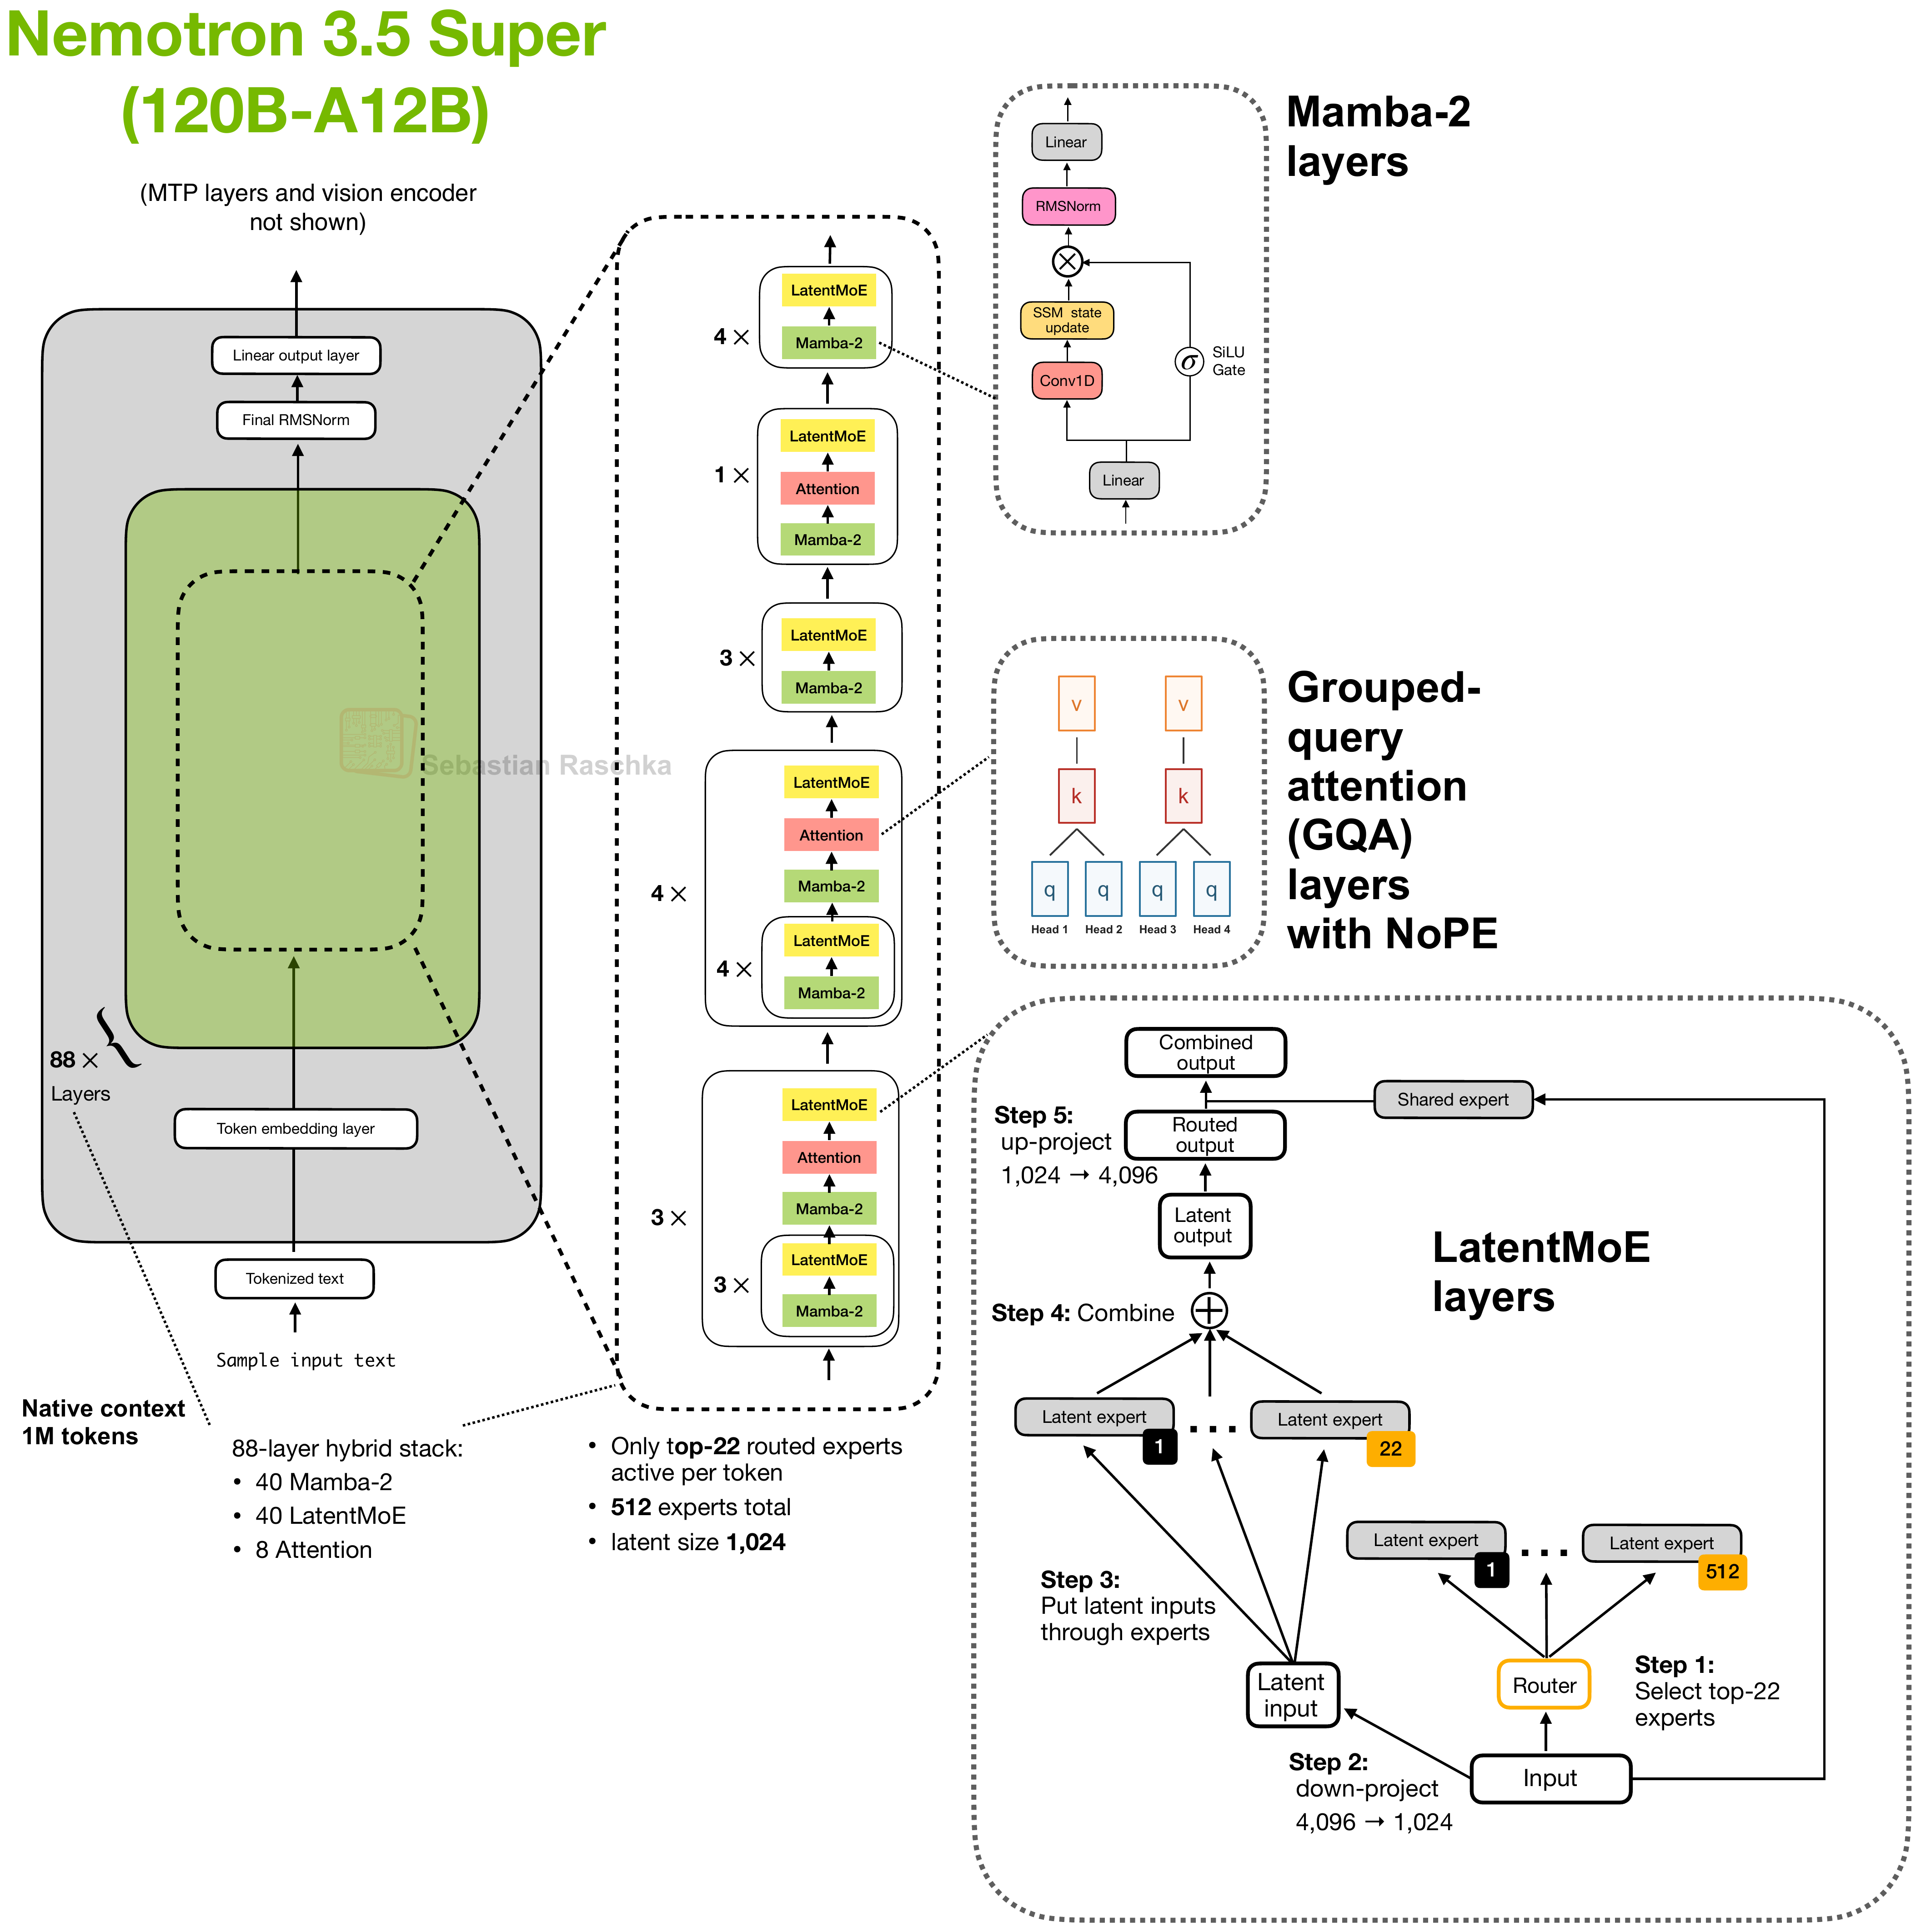 Nemotron 3.5 Super
(120B-A12B)
(MTP layers and vision encoder
not shown)
Linear output layer
Final RMSNorm
88 ×
Layers
Token embedding layer
Tokenized text
Sample input text
Native context
1M tokens
88-layer hybrid stack:
• 40 Mamba-2
• 40 LatentMoE
• 8 Attention
Sebastian Raschka
4 ×
LatentMoE
Mamba-2
1 ×
LatentMoE
Attention
Mamba-2
3 ×
LatentMoE
Mamba-2
4 ×
LatentMoE
Attention
Mamba-2
4 ×
LatentMoE
Mamba-2
3 ×
LatentMoE
Attention
Mamba-2
3 ×
LatentMoE
Mamba-2
• Only top-22 routed experts
active per token
• 512 experts total
• latent size 1,024
Mamba-2
layers
Linear
RMSNorm
SSM state
update
Conv1D
σ
SiLU
Gate
Linear
Grouped-
query
attention
(GQA)
layers
with NoPE
v v
k k
q q q q
Head 1 Head 2 Head 3 Head 4
LatentMoE
layers
Combined
output
Shared expert
Step 5:
up-project
1,024 → 4,096
Routed
output
Latent
output
Step 4: Combine
Latent expert
1
...
Latent expert
22
Latent expert
1
...
Latent expert
512
Step 3:
Put latent inputs
through experts
Latent
input
Router
Step 1:
Select top-22
experts
Step 2:
down-project
4,096 → 1,024
Input